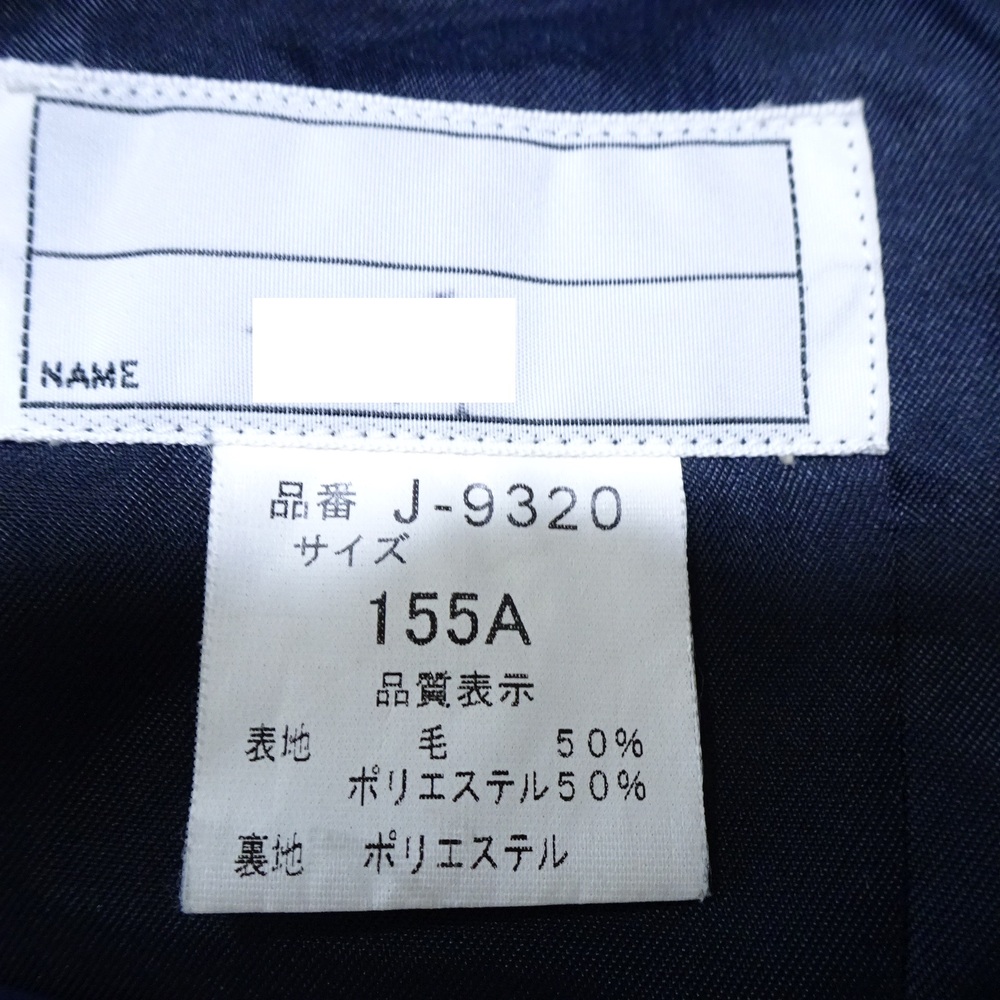 NAME
品番 J-9320
サイズ
155A
品質表示
表地 毛 50%
ポリエステル50%
裏地 ポリエステル